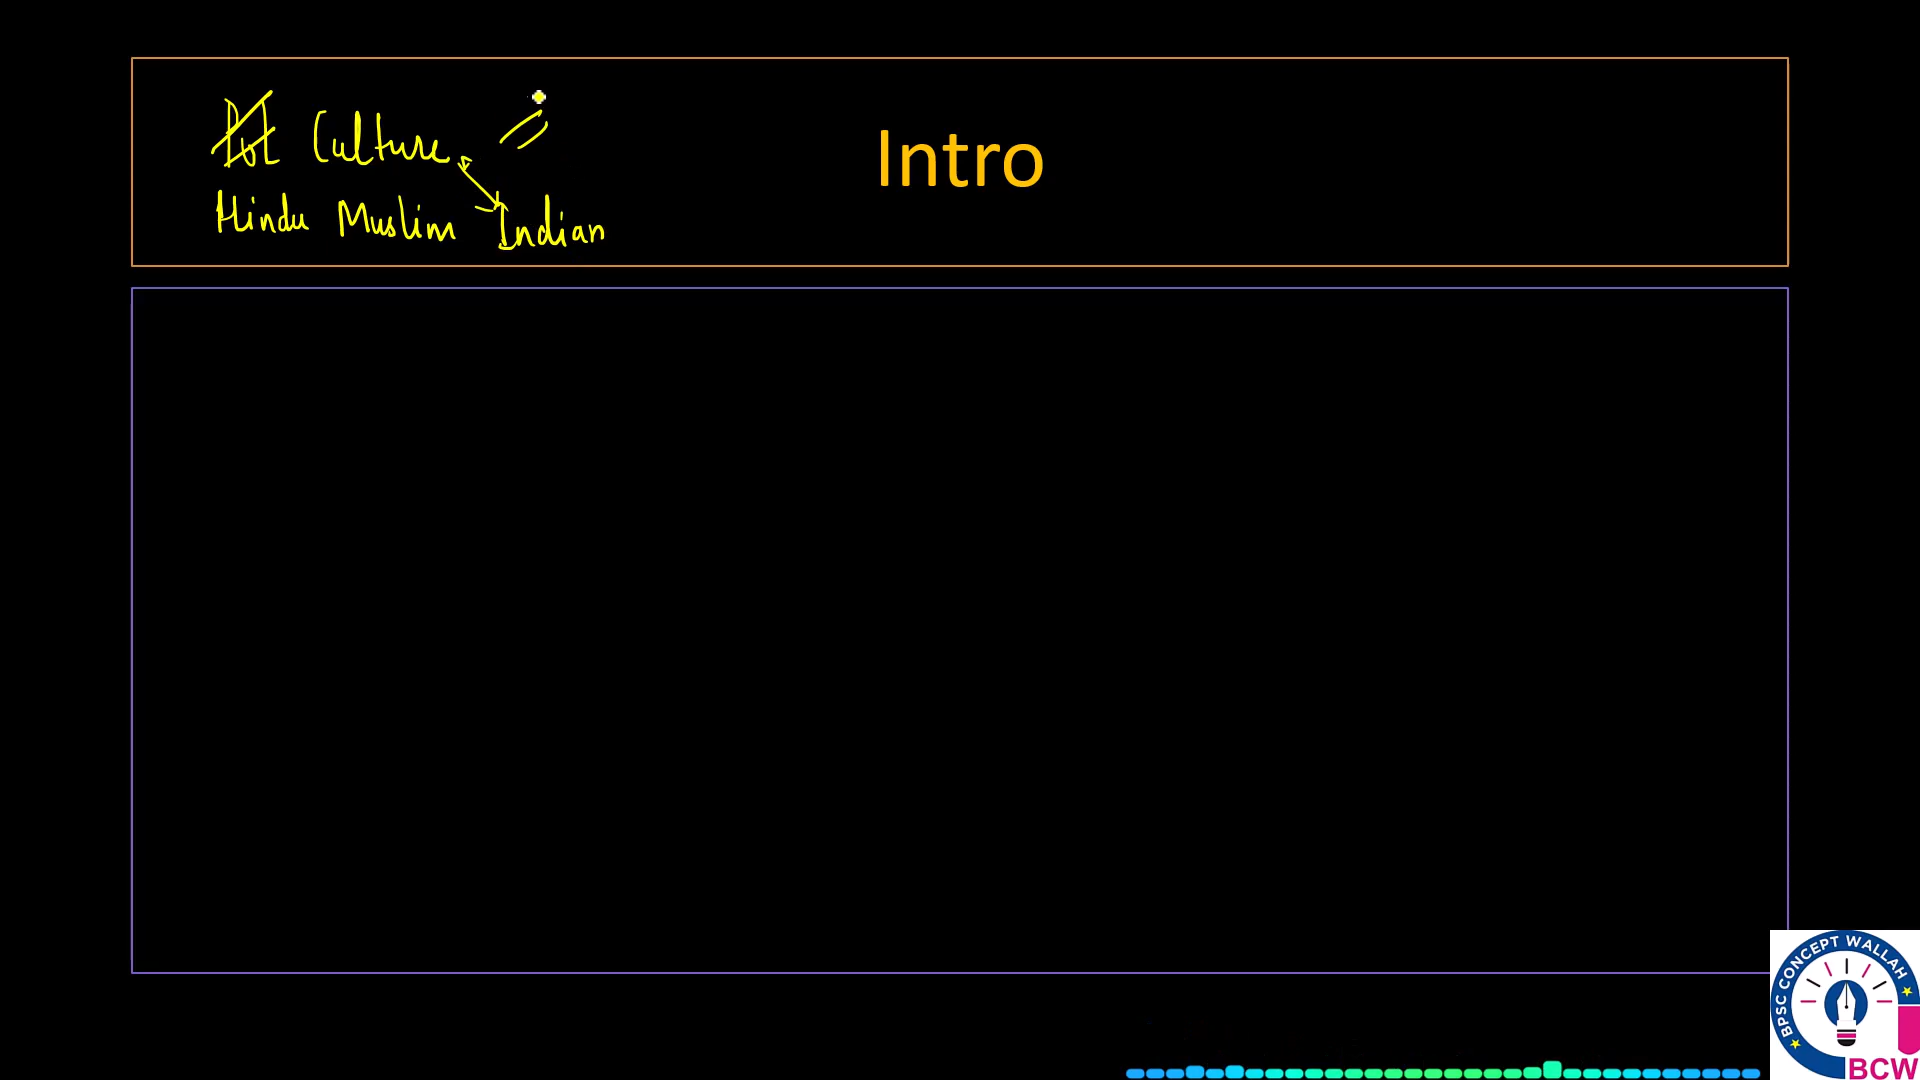 Culture
Intro
Hindu Muslim Indian
BPSC CONCEPT WALLAH
BCW